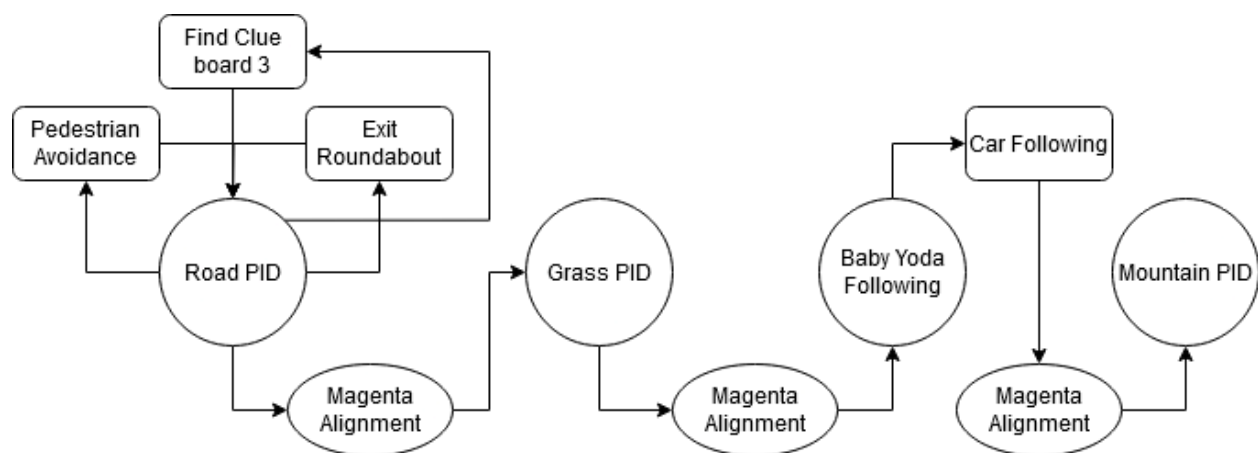 Find Clue
board 3
Pedestrian
Avoidance
Exit
Roundabout
Road PID
Magenta
Alignment
Grass PID
Magenta
Alignment
Baby Yoda
Following
Car Following
Magenta
Alignment
Mountain PID